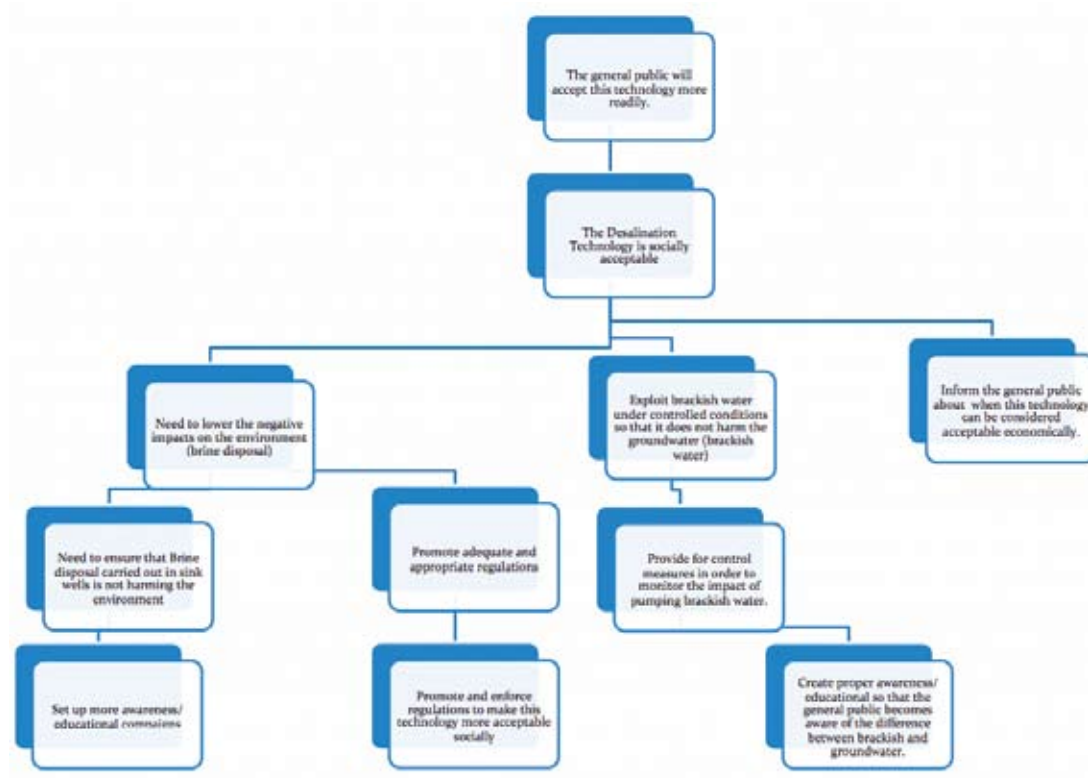 The general public will
accept this technology more
readily.
The Desalination
Technology is socially
acceptable
Need to lower the negative
impacts on the environment
(brine disposal)
Exploit brackish water
under controlled conditions
so that it does not harm the
groundwater (brackish
water)
Inform the general public
about when this technology
can be considered
acceptable economically.
Need to ensure that Brine
disposal carried out in sink
wells is not harming the
environment
Promote adequate and
appropriate regulations
Provide for control
measures in order to
monitor the impact of
pumping brackish water.
Set up more awareness/
educational
Promote and enforce
regulations to make this
technology more acceptable
socially
Create proper awareness/
educational so that the
general public becomes
aware of the difference
between brackish and
groundwater.